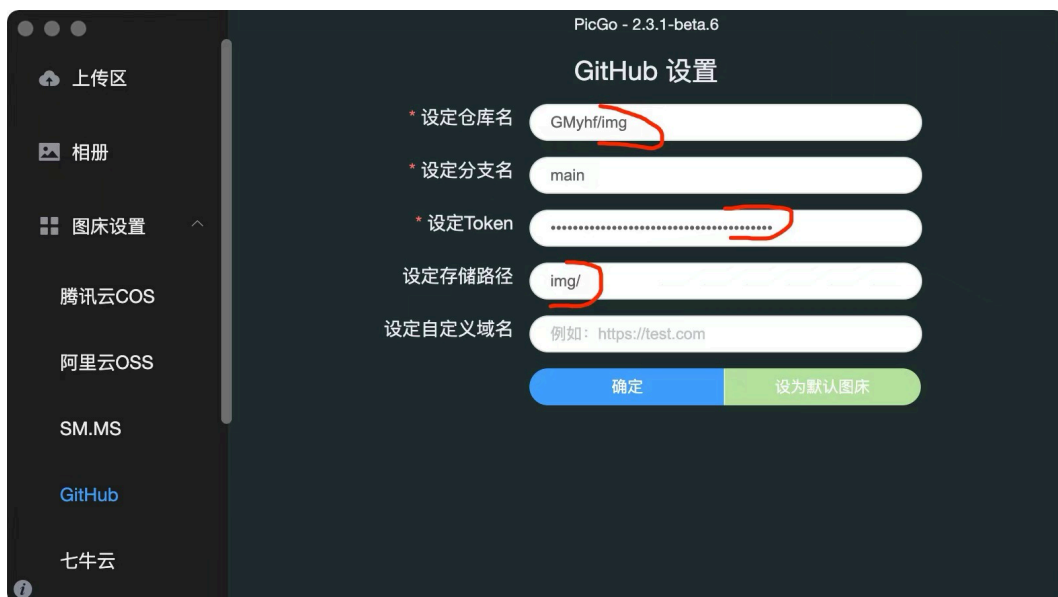 PicGo - 2.3.1-beta.6
上传区
相册
图床设置
腾讯云COS
阿里云OSS
SM.MS
GitHub
七牛云
GitHub 设置
* 设定仓库名 GMyhf/img
* 设定分支名 main
* 设定Token ••••••••••••••••••••••••••••••••••••••••
设定存储路径 img/
设定自定义域名 例如：https://test.com
确定 设为默认图床